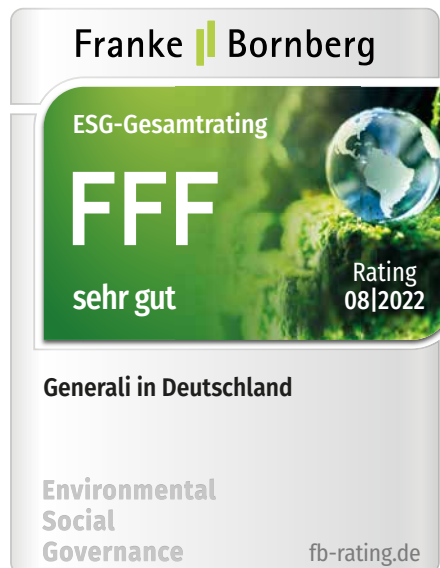 Franke Bornberg
ESG-Gesamtrating
FFF
sehr gut
Rating
08|2022
Generali in Deutschland
Environmental
Social
Governance
fb-rating.de